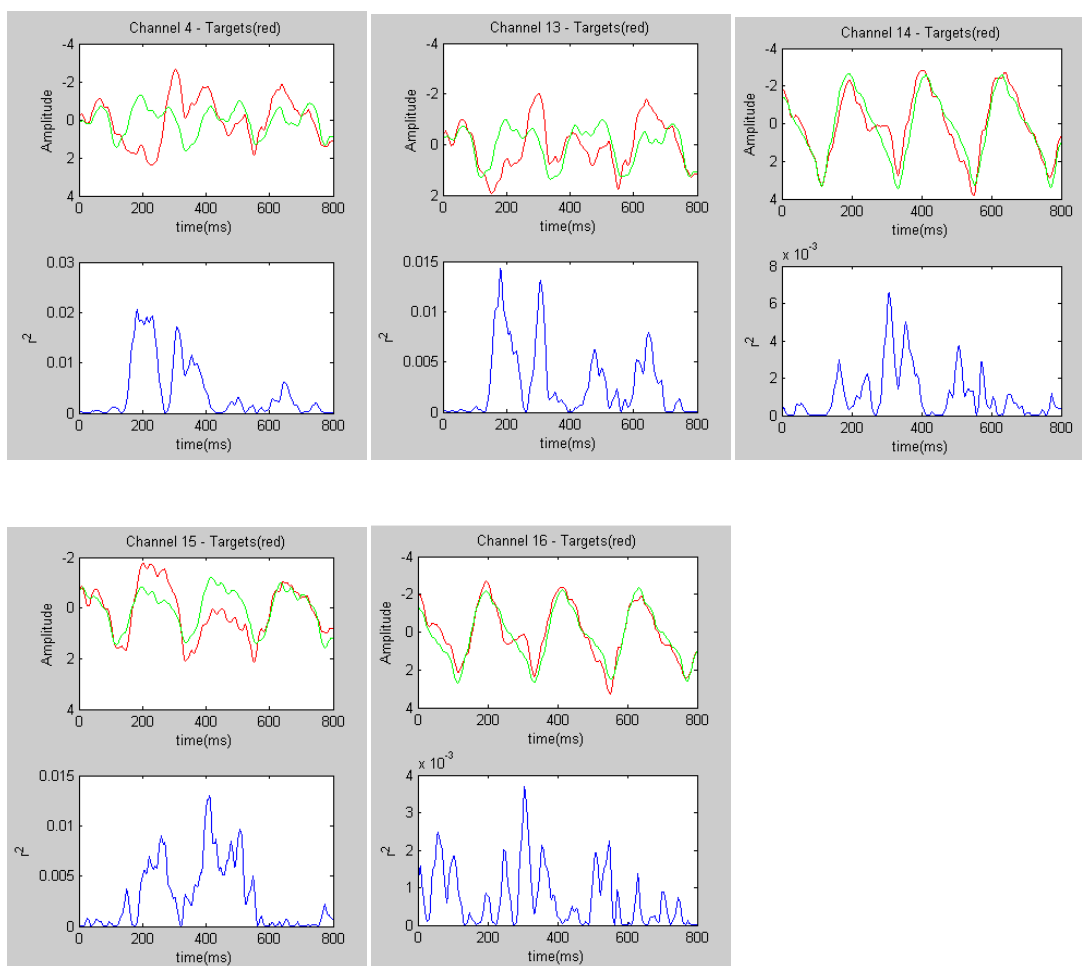 Channel 4 - Targets(red)
Amplitude
-4
-2
0
2
4
0 200 400 600 800
time(ms)
r²
0.03
0.02
0.01
0
0 200 400 600 800
time(ms)
Channel 13 - Targets(red)
Amplitude
-4
-2
0
2
0 200 400 600 800
time(ms)
r²
0.015
0.01
0.005
0
0 200 400 600 800
time(ms)
Channel 14 - Targets(red)
Amplitude
-4
-2
0
2
4
0 200 400 600 800
time(ms)
x 10⁻³
r²
8
6
4
2
0
0 200 400 600 800
time(ms)
Channel 15 - Targets(red)
Amplitude
-2
0
2
4
0 200 400 600 800
time(ms)
r²
0.015
0.01
0.005
0
0 200 400 600 800
time(ms)
Channel 16 - Targets(red)
Amplitude
-4
-2
0
2
4
0 200 400 600 800
time(ms)
x 10⁻³
r²
4
3
2
1
0
0 200 400 600 800
time(ms)